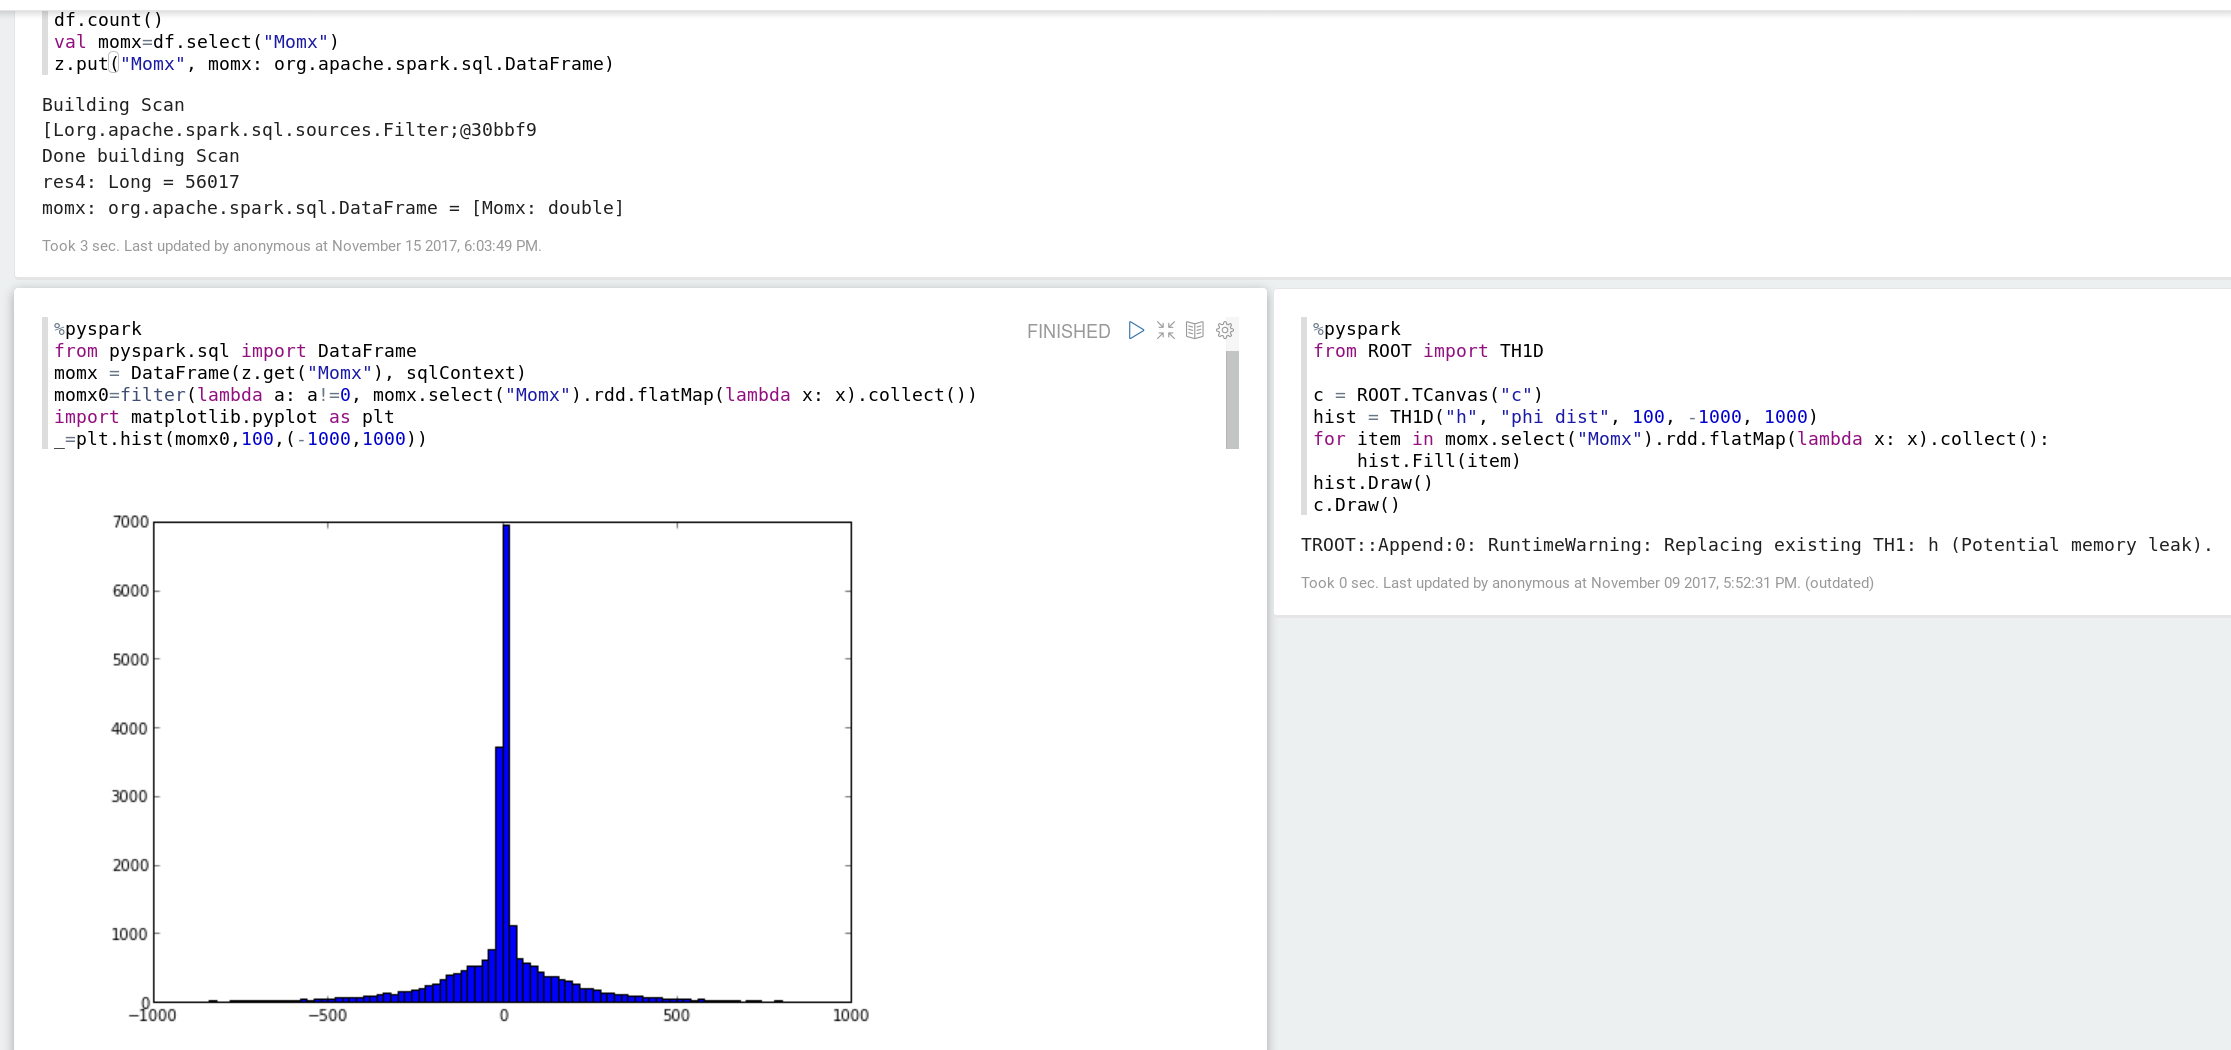 df.count()
val momx=df.select("Momx")
z.put("Momx", momx: org.apache.spark.sql.DataFrame)
Building Scan
[Lorg.apache.spark.sql.sources.Filter;@30bbf9
Done building Scan
res4: Long = 56017
momx: org.apache.spark.sql.DataFrame = [Momx: double]
Took 3 sec. Last updated by anonymous at November 15 2017, 6:03:49 PM.
%pyspark
FINISHED
from pyspark.sql import DataFrame
momx = DataFrame(z.get("Momx"), sqlContext)
momx0=filter(lambda a: a!=0, momx.select("Momx").rdd.flatMap(lambda x: x).collect())
import matplotlib.pyplot as plt
_=plt.hist(momx0,100,(-1000,1000))
7000
6000
5000
4000
3000
2000
1000
0
−1000 −500 0 500 1000
%pyspark
from ROOT import TH1D
c = ROOT.TCanvas("c")
hist = TH1D("h", "phi dist", 100, -1000, 1000)
for item in momx.select("Momx").rdd.flatMap(lambda x: x).collect():
    hist.Fill(item)
hist.Draw()
c.Draw()
TROOT::Append:0: RuntimeWarning: Replacing existing TH1: h (Potential memory leak).
Took 0 sec. Last updated by anonymous at November 09 2017, 5:52:31 PM. (outdated)